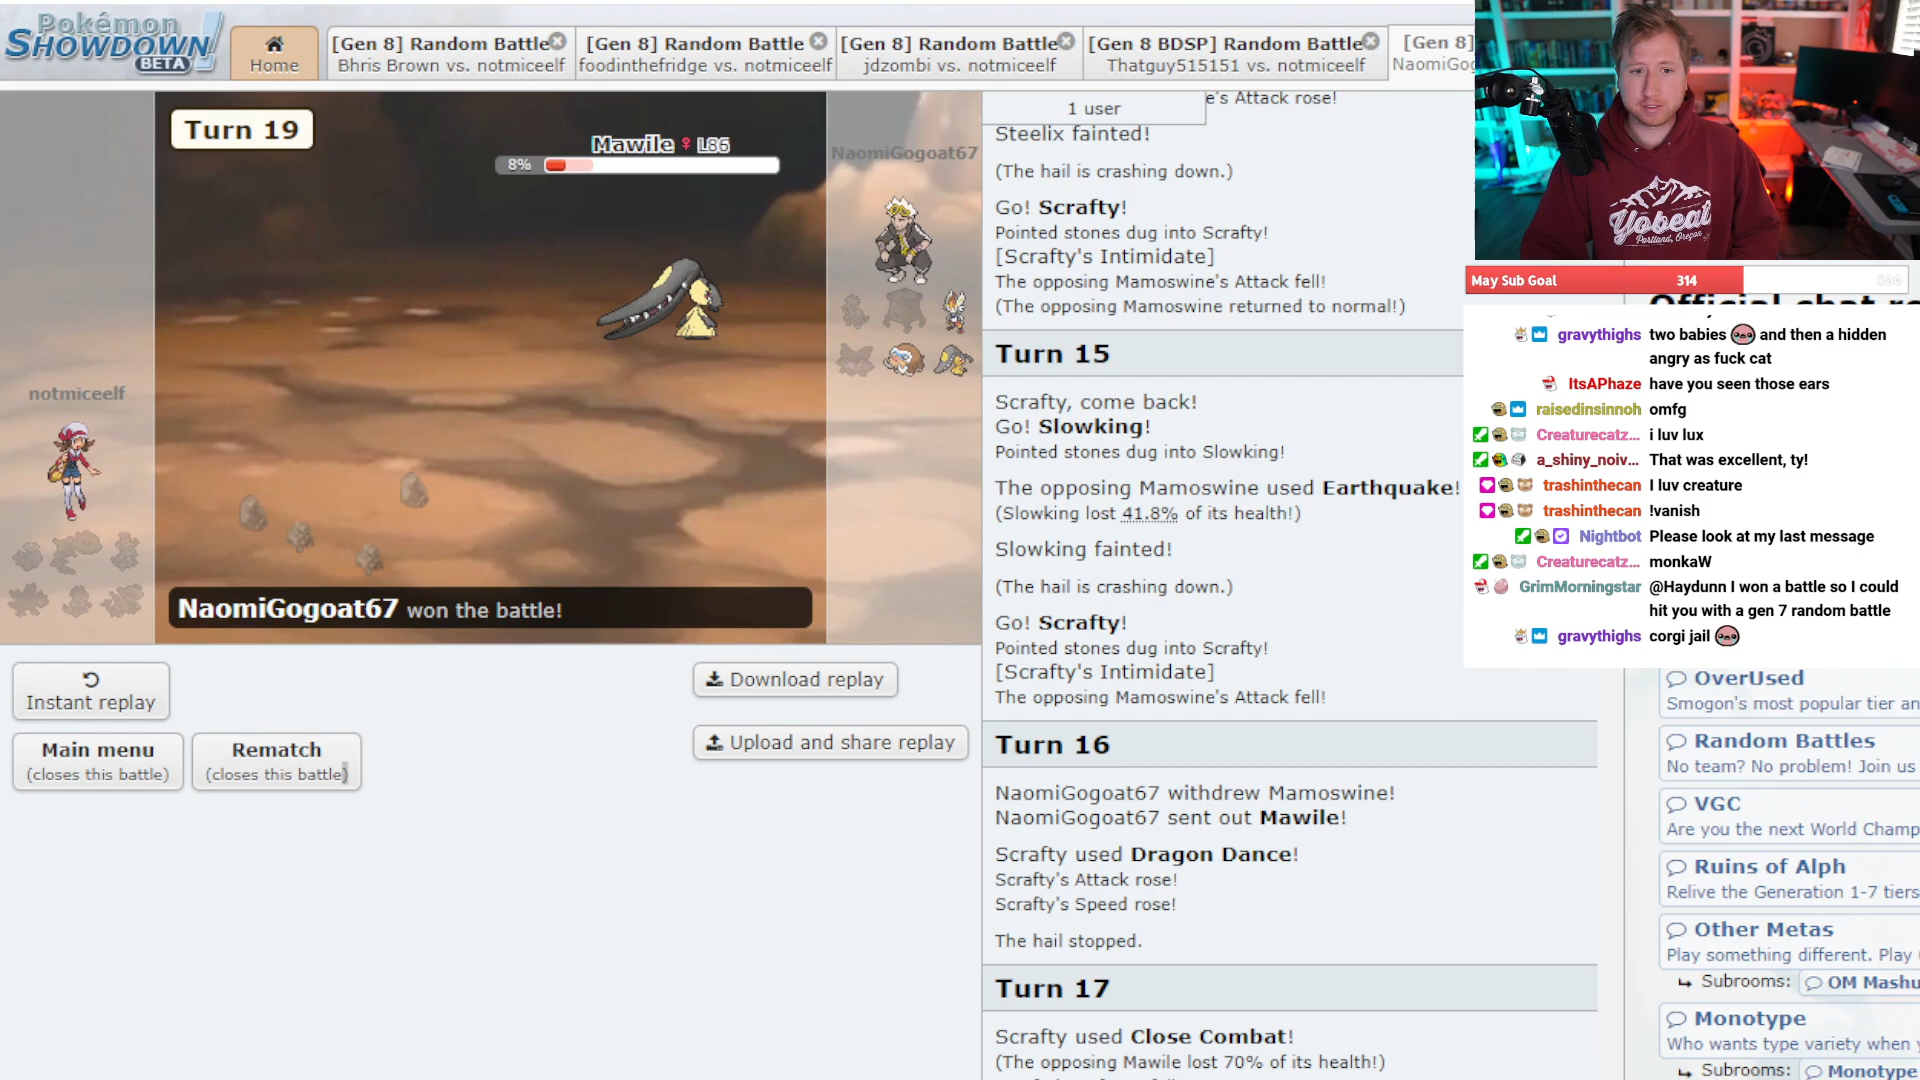 Pokémon
SHOWDOWN!
BETA
Home
[Gen 8] Random Battle
Bhris Brown vs. notmiceelf
[Gen 8] Random Battle
foodinthefridge vs. notmiceelf
[Gen 8] Random Battle
jdzombi vs. notmiceelf
[Gen 8 BDSP] Random Battle
Thatguy515151 vs. notmiceelf
[Gen 8]
NaomiGog
Turn 19
Mawile ♀ L86
8%
NaomiGogoat67
notmiceelf
NaomiGogoat67 won the battle!
Instant replay
Download replay
Upload and share replay
Main menu
(closes this battle)
Rematch
(closes this battle)
1 user
e's Attack rose!
Steelix fainted!
(The hail is crashing down.)
Go! Scrafty!
Pointed stones dug into Scrafty!
[Scrafty's Intimidate]
The opposing Mamoswine's Attack fell!
(The opposing Mamoswine returned to normal!)
Turn 15
Scrafty, come back!
Go! Slowking!
Pointed stones dug into Slowking!
The opposing Mamoswine used Earthquake!
(Slowking lost 41.8% of its health!)
Slowking fainted!
(The hail is crashing down.)
Go! Scrafty!
Pointed stones dug into Scrafty!
[Scrafty's Intimidate]
The opposing Mamoswine's Attack fell!
Turn 16
NaomiGogoat67 withdrew Mamoswine!
NaomiGogoat67 sent out Mawile!
Scrafty used Dragon Dance!
Scrafty's Attack rose!
Scrafty's Speed rose!
The hail stopped.
Turn 17
Scrafty used Close Combat!
(The opposing Mawile lost 70% of its health!)
Yobeat
Portland, Oregon
May Sub Goal 314 500
Official chat ro
gravythighs two babies and then a hidden
angry as fuck cat
ItsAPhaze have you seen those ears
raisedinsinnoh omfg
Creaturecatz... i luv lux
a_shiny_noiv... That was excellent, ty!
trashinthecan I luv creature
trashinthecan !vanish
Nightbot Please look at my last message
Creaturecatz... monkaW
GrimMorningstar @Haydunn I won a battle so I could
hit you with a gen 7 random battle
gravythighs corgi jail
OverUsed
Smogon's most popular tier an
Random Battles
No team? No problem! Join us
VGC
Are you the next World Champ
Ruins of Alph
Relive the Generation 1-7 tiers
Other Metas
Play something different. Play
Subrooms: OM Mashu
Monotype
Who wants type variety when y
Subrooms: Monotype